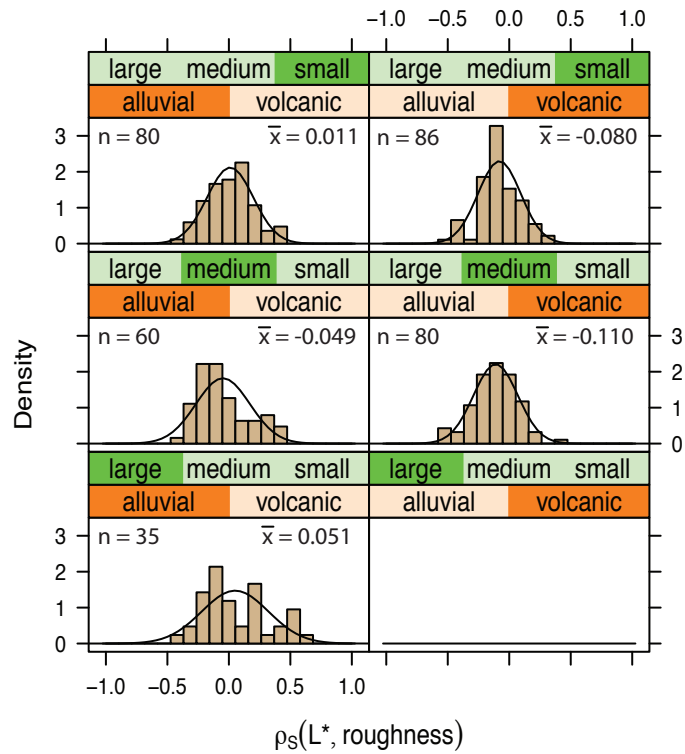 -1.0 0.0 0.5 1.0
-0.5
large medium small large medium small
alluvial volcanic alluvial volcanic
n = 80 x̅ = 0.011 n = 86 x̅ = -0.080
3
2
1
0
large medium small large medium small
alluvial volcanic alluvial volcanic
n = 60 x̅ = -0.049 n = 80 x̅ = -0.110
3
2
1
0
Density
large medium small large medium small
alluvial volcanic alluvial volcanic
n = 35 x̅ = 0.051
3
2
1
0
-1.0 -0.5 0.0 0.5 1.0
ρS(L*, roughness)